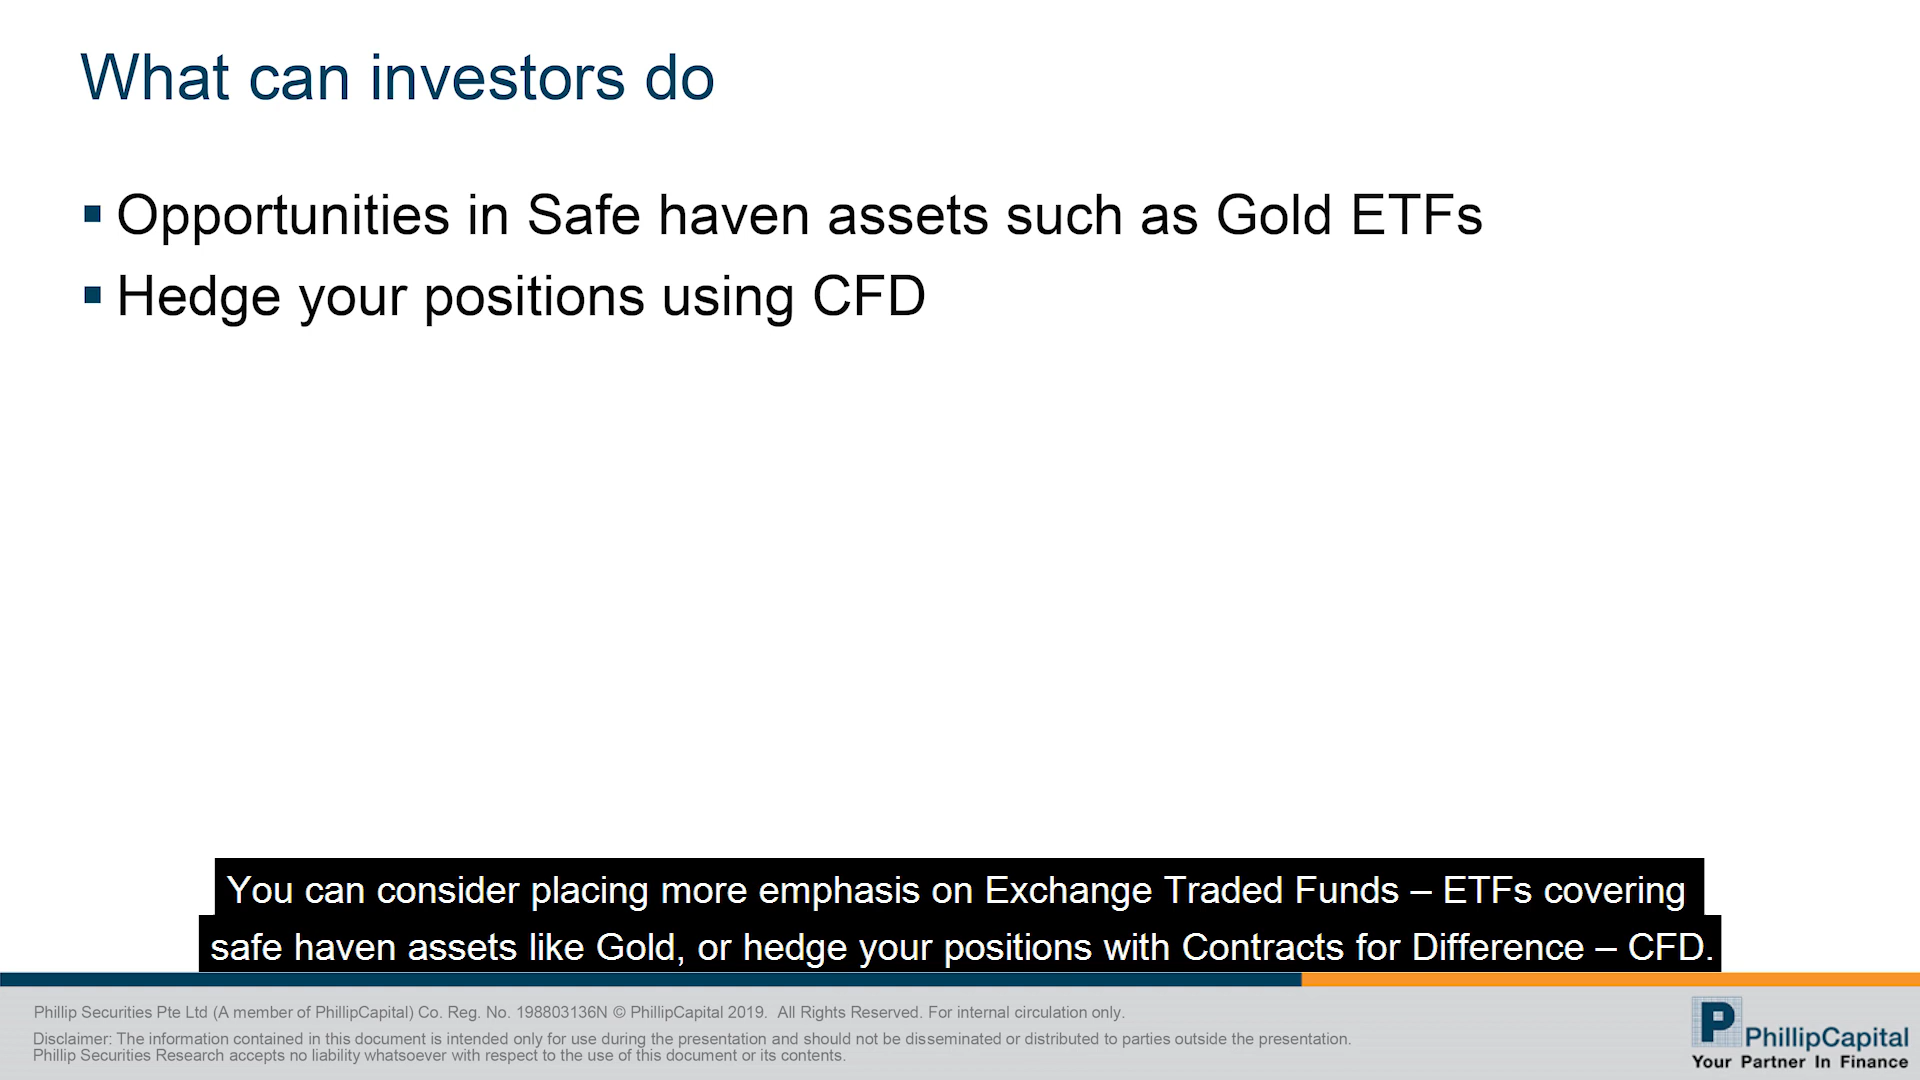 What can investors do
▪ Opportunities in Safe haven assets such as Gold ETFs
▪ Hedge your positions using CFD
You can consider placing more emphasis on Exchange Traded Funds – ETFs covering
safe haven assets like Gold, or hedge your positions with Contracts for Difference – CFD.
Phillip Securities Pte Ltd (A member of PhillipCapital) Co. Reg. No. 198803136N © PhillipCapital 2019.  All Rights Reserved. For internal circulation only.
Disclaimer: The information contained in this document is intended only for use during the presentation and should not be disseminated or distributed to parties outside the presentation.
Phillip Securities Research accepts no liability whatsoever with respect to the use of this document or its contents.
P
PhillipCapital
Your Partner In Finance